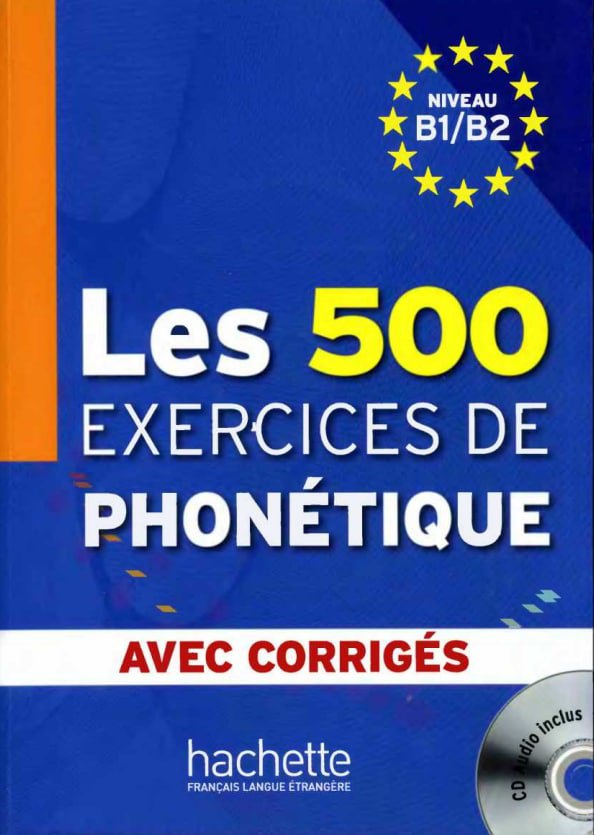 NIVEAU
B1/B2
Les 500
EXERCICES DE
PHONÉTIQUE
AVEC CORRIGÉS
hachette
FRANÇAIS LANGUE ÉTRANGÈRE
CD Audio inclus